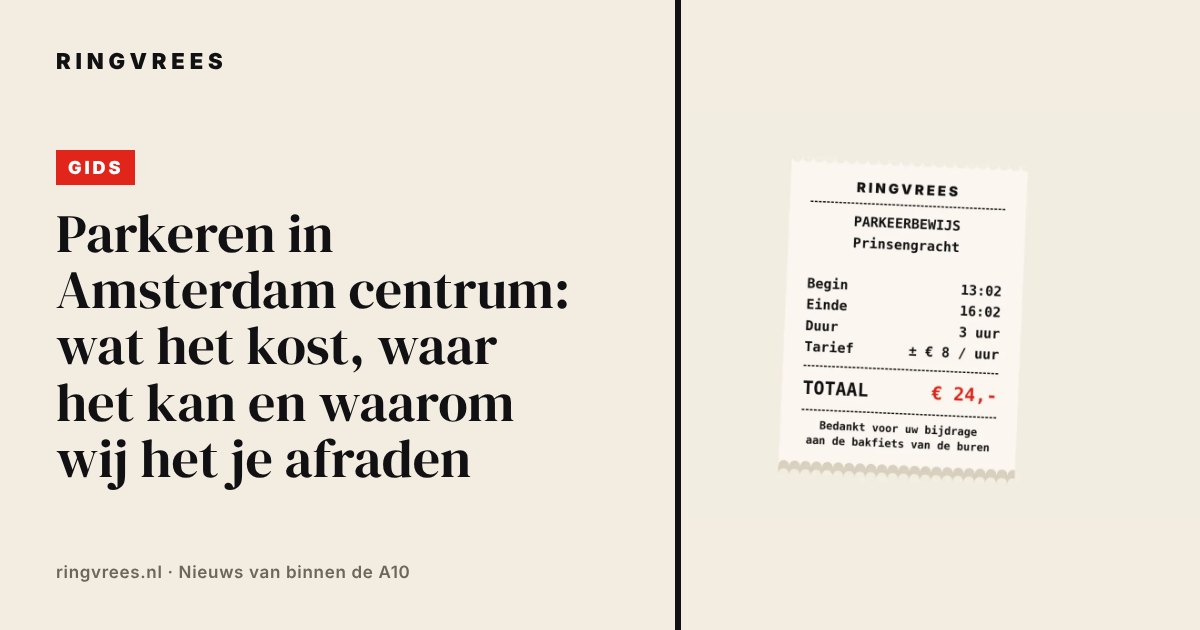 RINGVREES
GIDS
Parkeren in
Amsterdam centrum:
wat het kost, waar
het kan en waarom
wij het je afraden
ringvrees.nl · Nieuws van binnen de A10
RINGVREES
PARKEERBEWIJS
Prinsengracht
Begin 13:02
Einde 16:02
Duur 3 uur
Tarief ± € 8 / uur
TOTAAL € 24,-
Bedankt voor uw bijdrage
aan de bakfiets van de buren